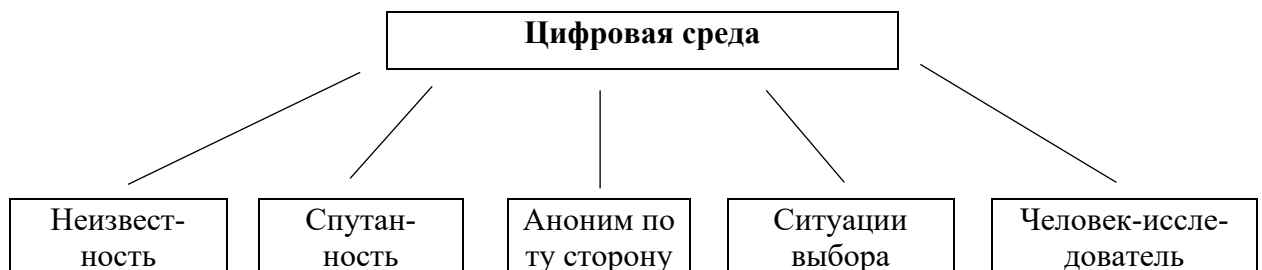 Цифровая среда
Неизвест-
ность
Спутан-
ность
Аноним по
ту сторону
Ситуации
выбора
Человек-иссле-
дователь